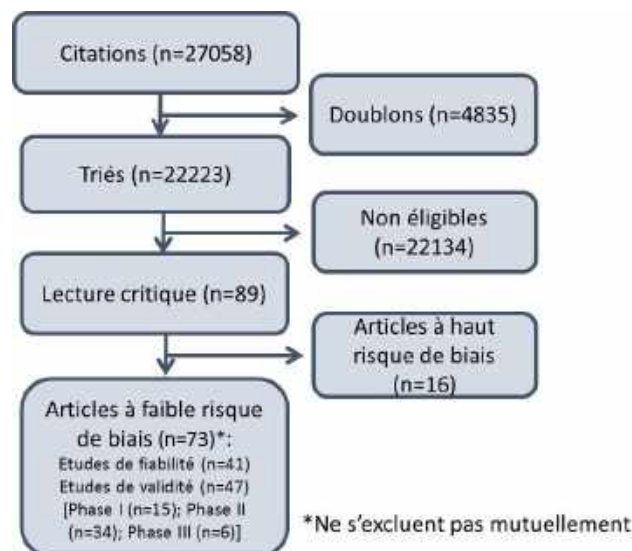 Citations (n=27058)
Doublons (n=4835)
Triés (n=22223)
Non éligibles
(n=22134)
Lecture critique (n=89)
Articles à haut
risque de biais
(n=16)
Articles à faible risque
de biais (n=73)*:
Etudes de fiabilité (n=41)
Etudes de validité (n=47)
[Phase I (n=15); Phase II
(n=34); Phase III (n=6)]
*Ne s'excluent pas mutuellement